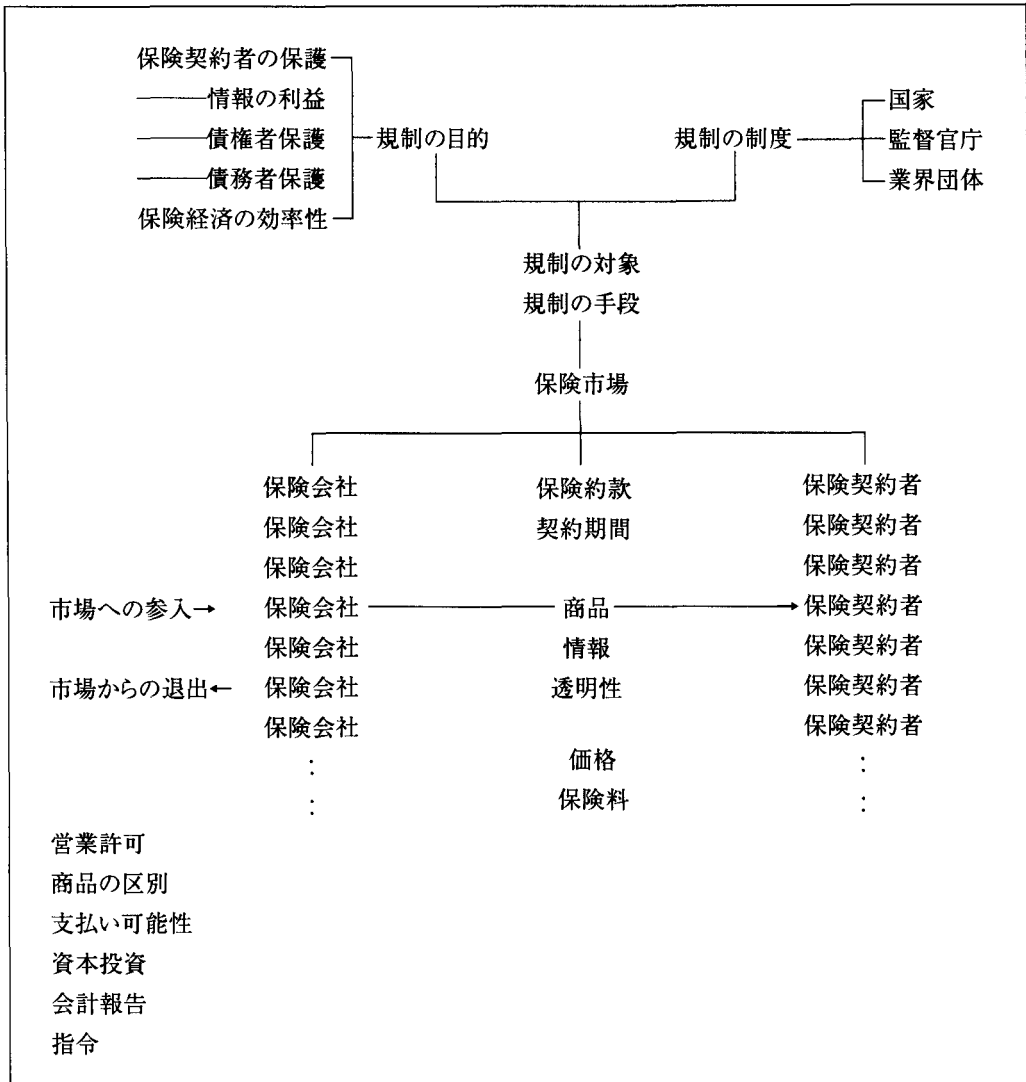 保険契約者の保護
情報の利益
債権者保護
債務者保護
保険経済の効率性
規制の目的
規制の制度
国家
監督官庁
業界団体
規制の対象
規制の手段
保険市場
保険会社 保険約款 保険契約者
保険会社 契約期間 保険契約者
保険会社 保険契約者
市場への参入→ 保険会社 商品 保険契約者
保険会社 情報 保険契約者
市場からの退出← 保険会社 透明性 保険契約者
保険会社 保険契約者
: 価格 :
: 保険料 :
営業許可
商品の区別
支払い可能性
資本投資
会計報告
指令